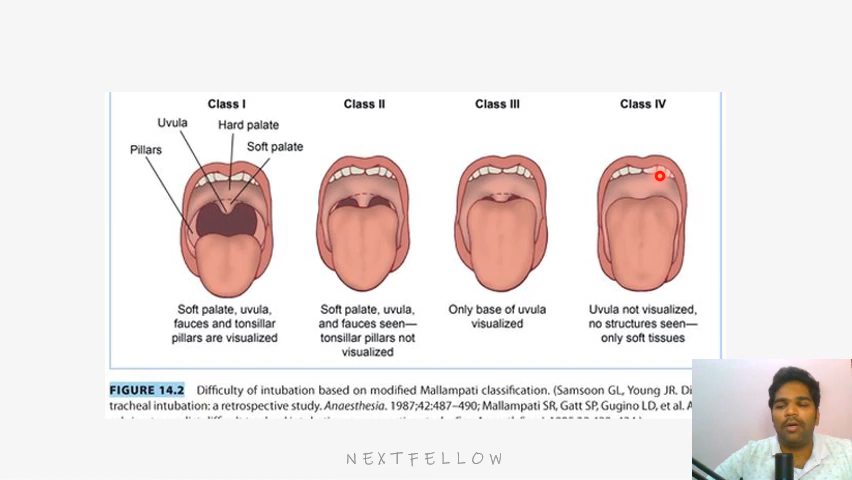 Class I
Class II
Class III
Class IV
Uvula
Hard palate
Pillars
Soft palate
Soft palate, uvula,
fauces and tonsillar
pillars are visualized
Soft palate, uvula,
and fauces seen—
tonsillar pillars not
visualized
Only base of uvula
visualized
Uvula not visualized,
no structures seen—
only soft tissues
FIGURE 14.2 Difficulty of intubation based on modified Mallampati classification. (Samsoon GL, Young JR. Di
tracheal intubation: a retrospective study. Anaesthesia. 1987;42:487–490; Mallampati SR, Gatt SP, Gugino LD, et al. A
NEXTFELLOW